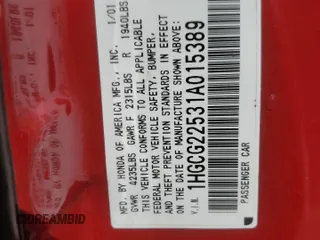 MFD. BY HONDA OF AMERICA MFG., INC. 1/01
GVWR 4235LBS GAWR F 2315LBS R 1940LBS
THIS VEHICLE CONFORMS TO ALL APPLICABLE
FEDERAL MOTOR VEHICLE SAFETY, BUMPER,
AND THEFT PREVENTION STANDARDS IN EFFECT
ON THE DATE OF MANUFACTURE SHOWN ABOVE.
V.I.N. 1HGCG22531A015389
PASSENGER CAR